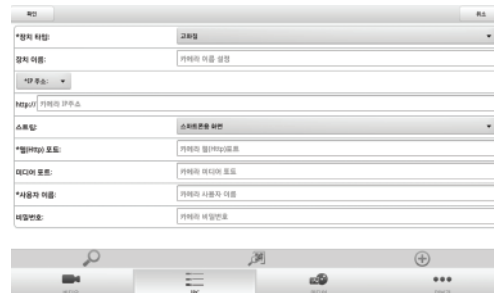 확인 취소
*장치 타입: 고화질
장치 이름: 카메라 이름 설정
*IP 주소:
http:// 카메라 IP주소
스트림: 스마트폰용 화면
*웹(Http) 포트: 카메라 웹(Http)포트
미디어 포트: 카메라 미디어 포트
*사용자 이름: 카메라 사용자 이름
비밀번호: 카메라 비밀번호